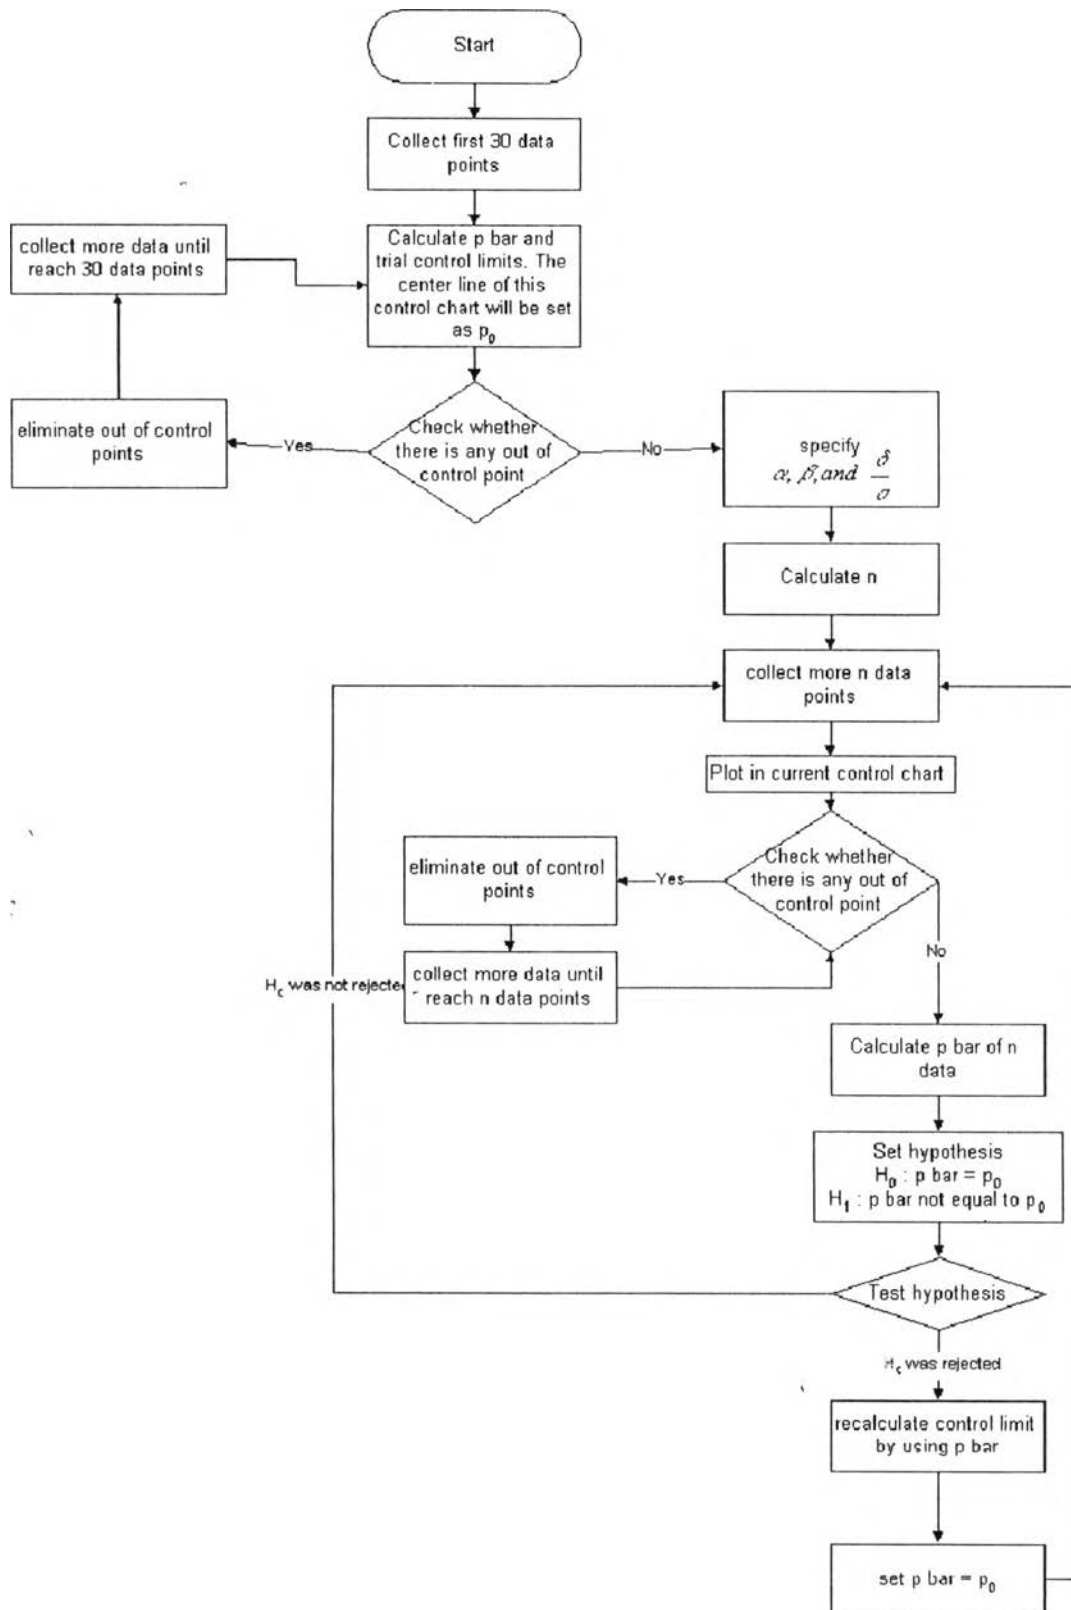 Start
Collect first 30 data
points
collect more data until
reach 30 data points
Calculate p bar and
trial control limits. The
center line of this
control chart will be set
as p₀
eliminate out of control
points
Yes
Check whether
there is any out of
control point
No
specify
α, β, and δ/σ
Calculate n
collect more n data
points
Plot in current control chart
eliminate out of control
points
Yes
Check whether
there is any out of
control point
No
H₀ was not rejected
collect more data until
reach n data points
Calculate p bar of n
data
Set hypothesis
H₀ : p bar = p₀
H₁ : p bar not equal to p₀
Test hypothesis
H₀ was rejected
recalculate control limit
by using p bar
set p bar = p₀